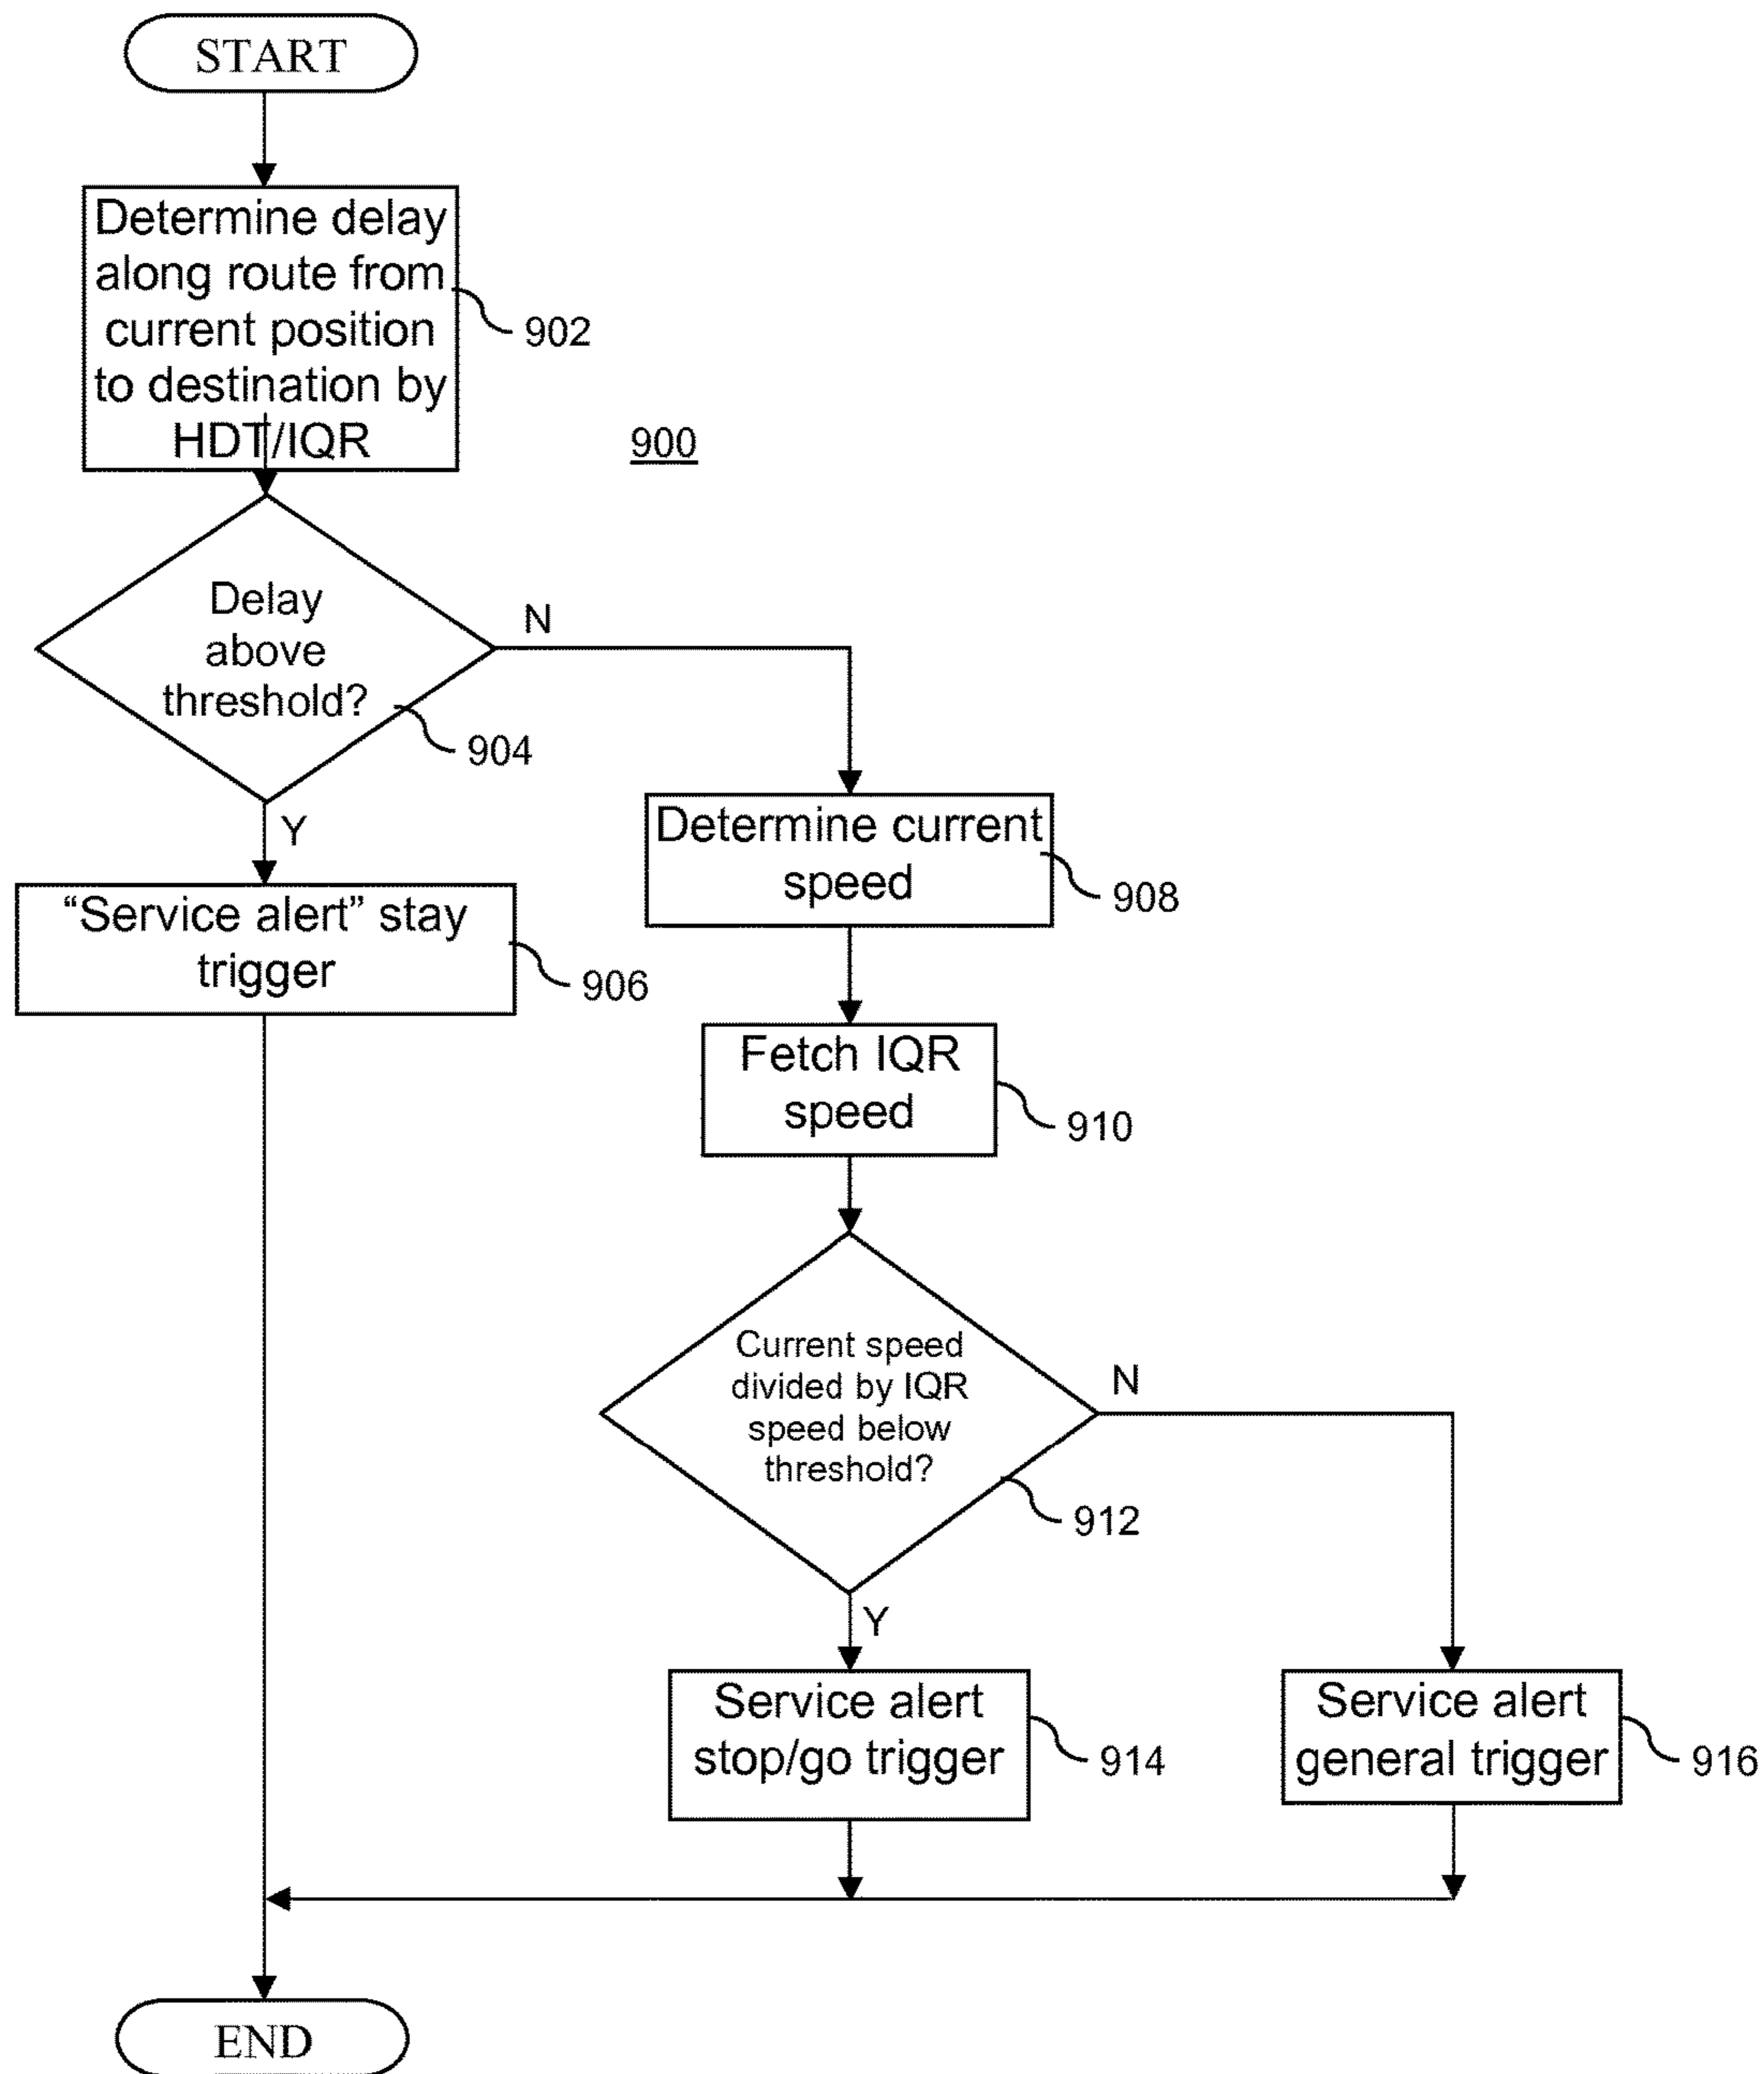 START
Determine delay
along route from
current position
to destination by
HDT/IQR
902
900
Delay
above
threshold?
N
904
Y
"Service alert" stay
trigger
906
Determine current
speed
908
Fetch IQR
speed
910
Current speed
divided by IQR
speed below
threshold?
N
912
Y
Service alert
stop/go trigger
914
Service alert
general trigger
916
END